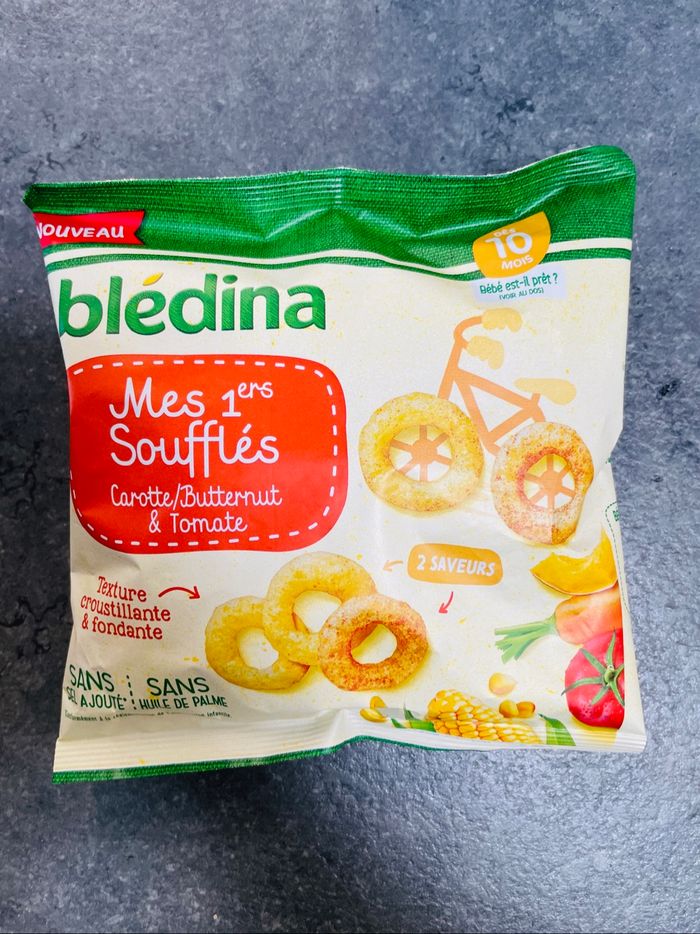 NOUVEAU
DÈS
10
MOIS
Bébé est-il prêt ?
(VOIR AU DOS)
blédina
Mes 1ers
Soufflés
Carotte/Butternut
& Tomate
2 SAVEURS
Texture
croustillante
& fondante
SANS
SEL AJOUTÉ*
SANS
HUILE DE PALME